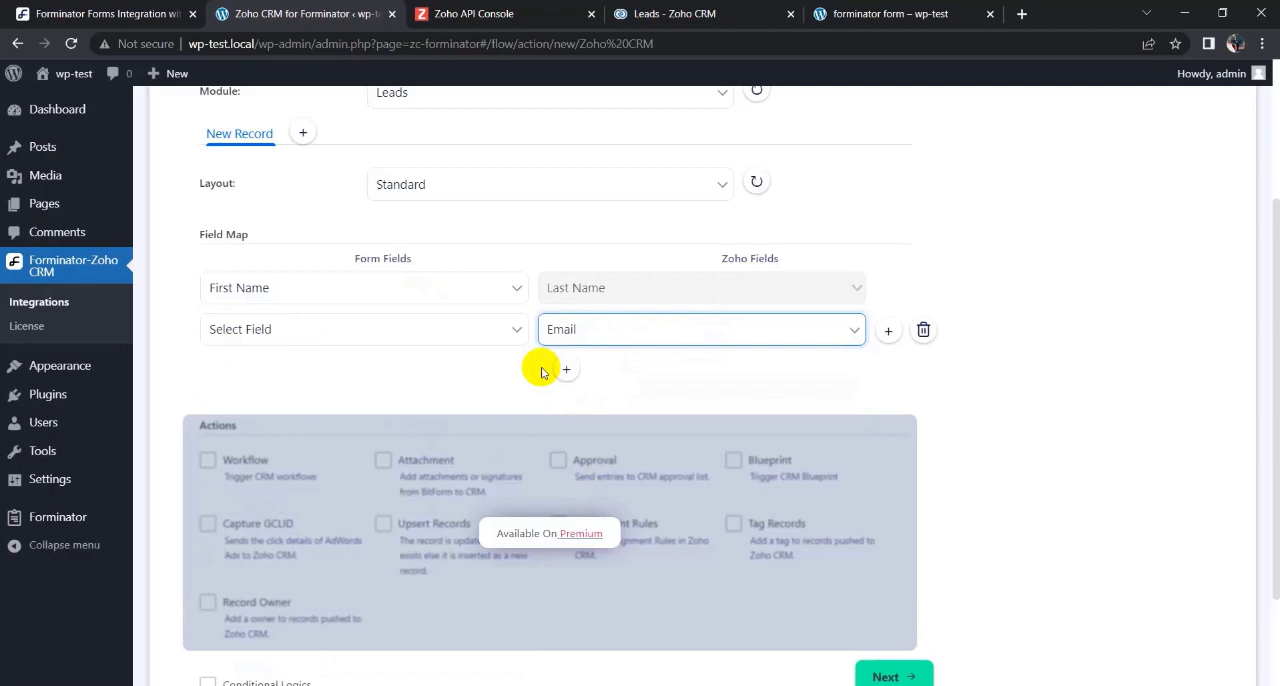 Forminator Forms Integration wit
Zoho CRM for Forminator ‹ wp-te
Zoho API Console
Leads - Zoho CRM
forminator form – wp-test
Not secure
wp-test.local/wp-admin/admin.php?page=zc-forminator#/flow/action/new/Zoho%20CRM
wp-test
0
New
Howdy, admin
Dashboard
Posts
Media
Pages
Comments
Forminator-Zoho
CRM
Integrations
License
Appearance
Plugins
Users
Tools
Settings
Forminator
Collapse menu
Module:
Leads
New Record
Layout:
Standard
Field Map
Form Fields
Zoho Fields
First Name
Last Name
Select Field
Email
Actions
Workflow
Trigger CRM workflows
Attachment
Add attachments or signatures
from BitForm to CRM.
Approval
Send entries to CRM approval list.
Blueprint
Trigger CRM Blueprint
Capture GCLID
Sends the click details of AdWords
Ads to Zoho CRM.
Upsert Records
The record is updated
exists else it is inserted as a new
record.
Rules
Rules in Zoho
CRM.
Tag Records
Add a tag to records pushed to
Zoho CRM.
Available On Premium
Record Owner
Add a owner to records pushed to
Zoho CRM.
Conditional Logics
Next